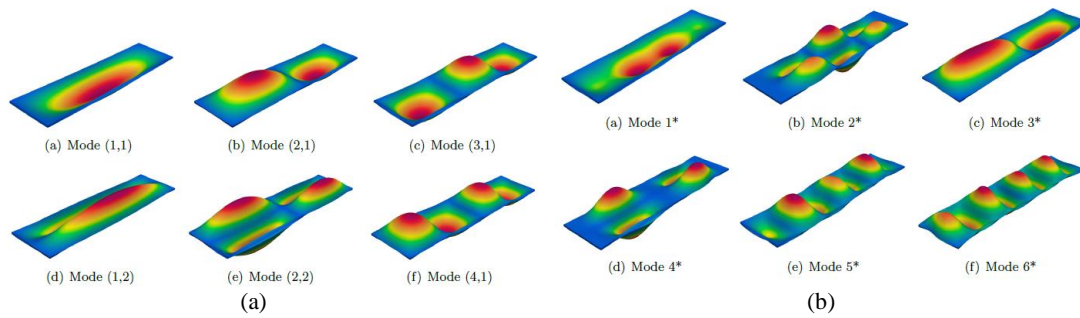 (a) Mode (1,1)
(b) Mode (2,1)
(c) Mode (3,1)
(d) Mode (1,2)
(e) Mode (2,2)
(f) Mode (4,1)
(a)
(a) Mode 1*
(b) Mode 2*
(c) Mode 3*
(d) Mode 4*
(e) Mode 5*
(f) Mode 6*
(b)